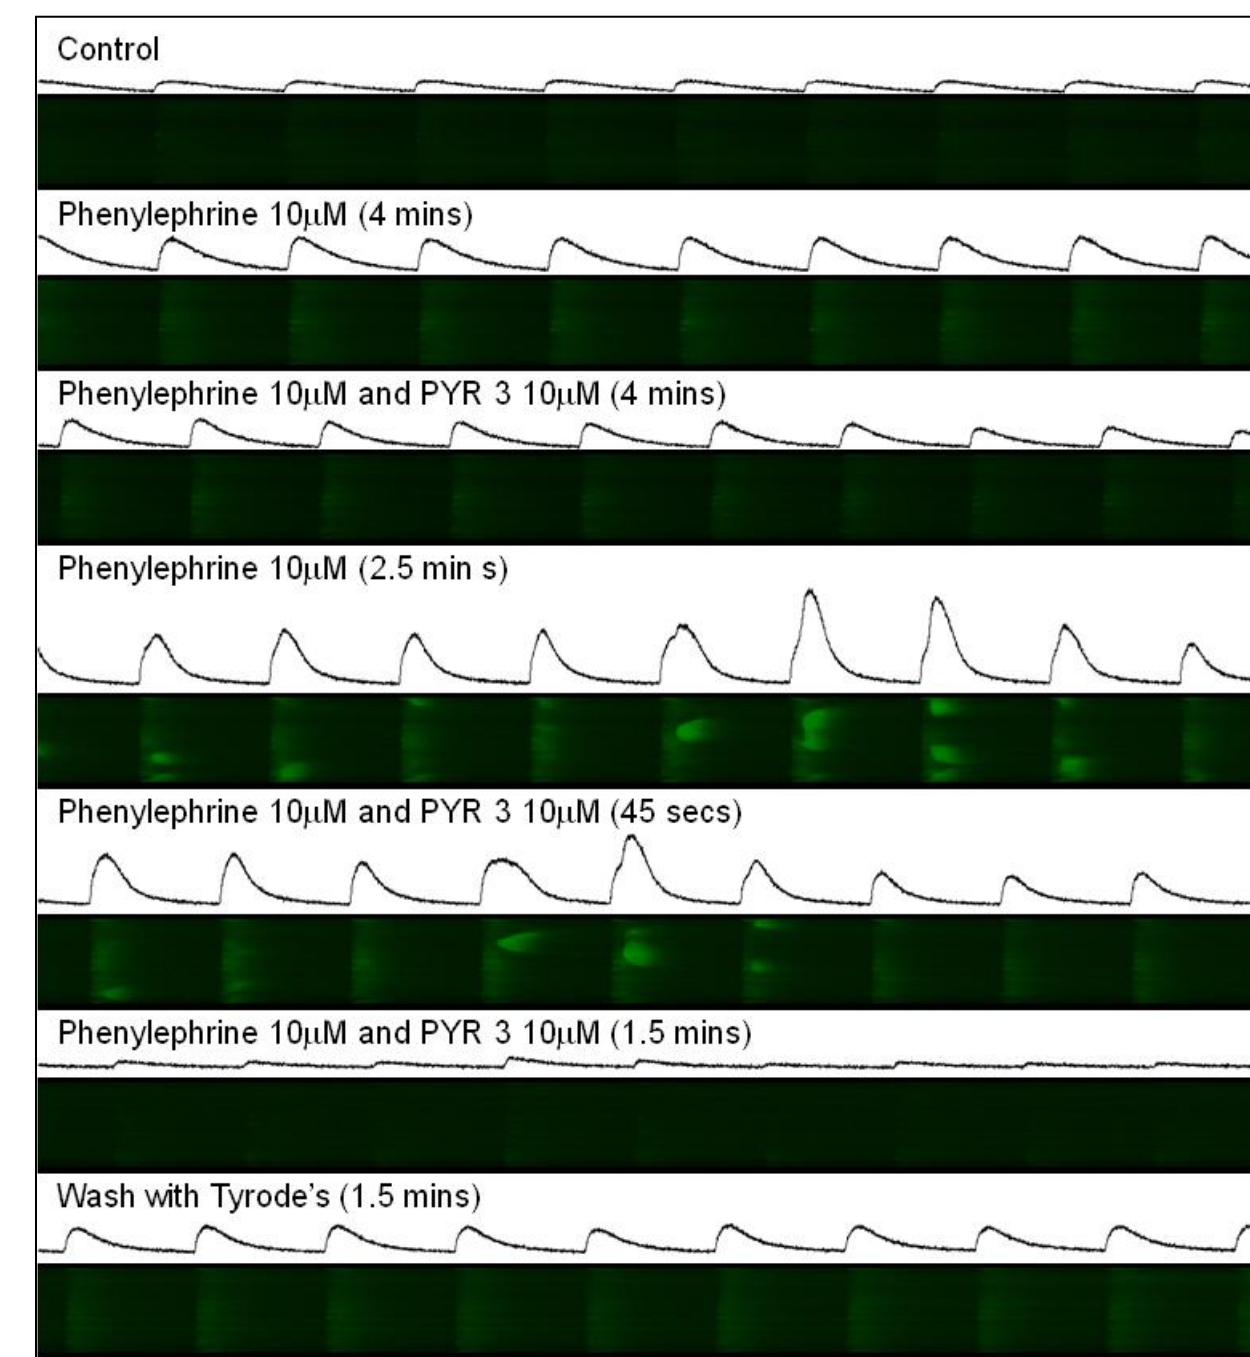 Control
Phenylephrine 10μM (4 mins)
Phenylephrine 10μM and PYR 3 10μM (4 mins)
Phenylephrine 10μM (2.5 min s)
Phenylephrine 10μM and PYR 3 10μM (45 secs)
Phenylephrine 10μM and PYR 3 10μM (1.5 mins)
Wash with Tyrode’s (1.5 mins)